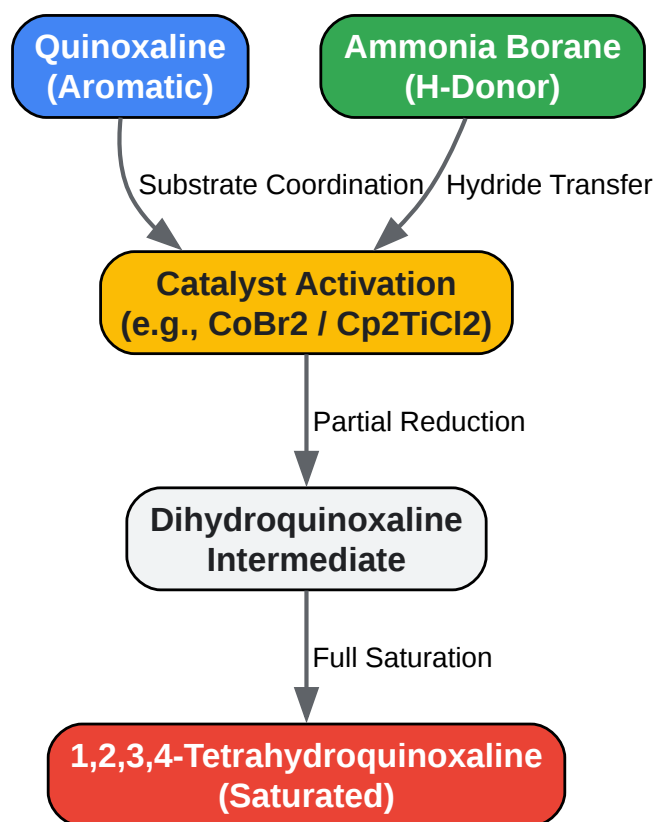 Quinoxaline
(Aromatic)
Ammonia Borane
(H-Donor)
Substrate Coordination
Hydride Transfer
Catalyst Activation
(e.g., CoBr2 / Cp2TiCl2)
Partial Reduction
Dihydroquinoxaline
Intermediate
Full Saturation
1,2,3,4-Tetrahydroquinoxaline
(Saturated)